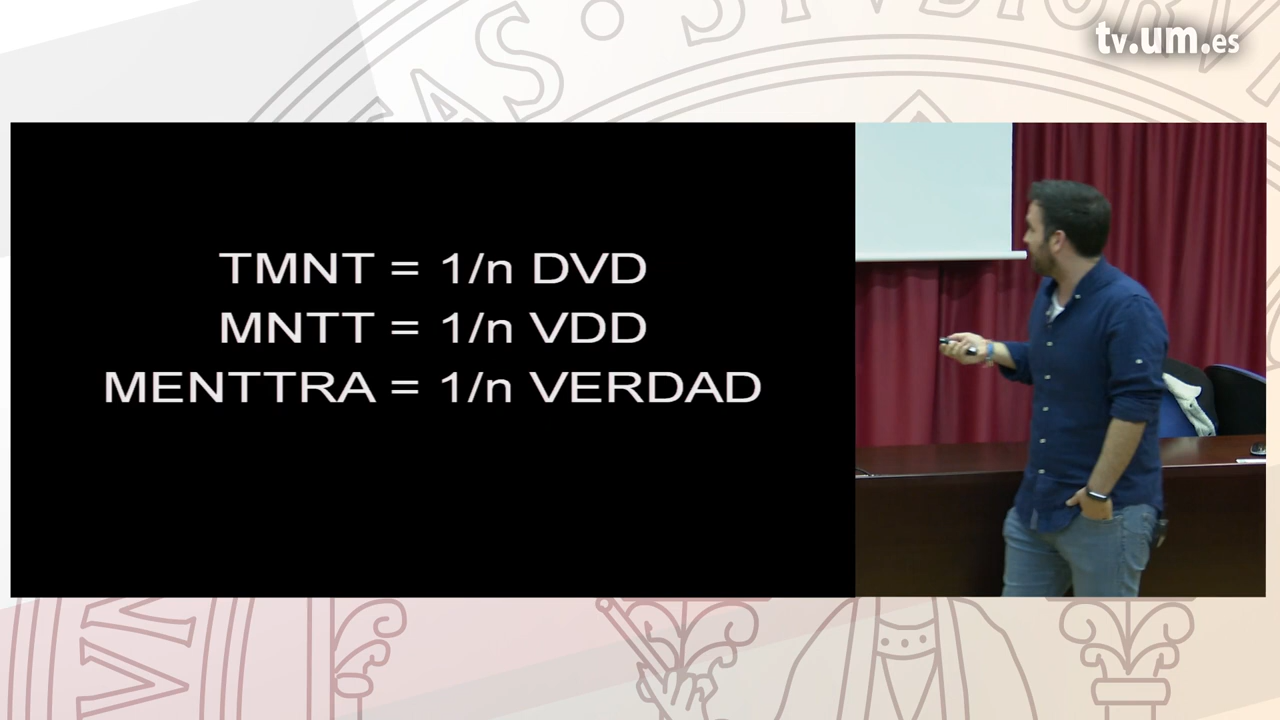 tv.um.es
TMNT = 1/n DVD
MNTT = 1/n VDD
MENTTRA = 1/n VERDAD